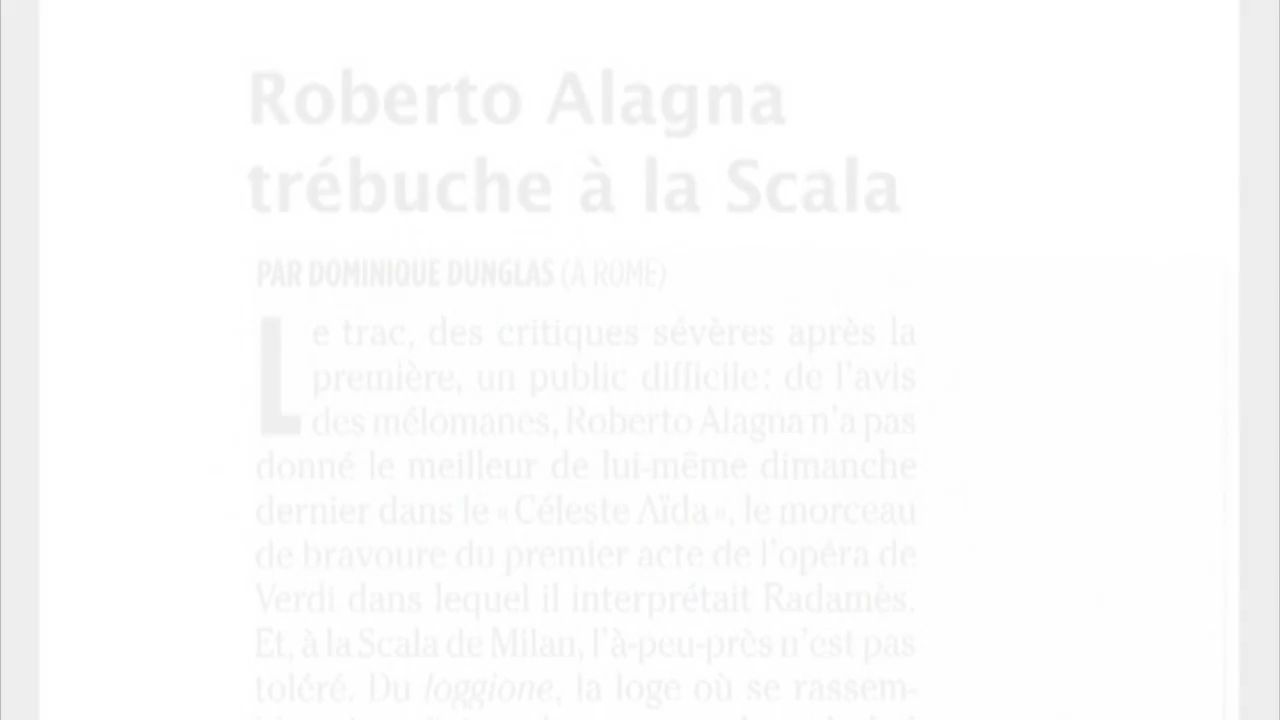 Roberto Alagna
trébuche à la Scala
PAR DOMINIQUE DUNGLAS (À ROME)
Le trac, des critiques sévères après la
première, un public difficile : de l'avis
des mélomanes, Roberto Alagna n'a pas
donné le meilleur de lui-même dimanche
dernier dans le « Céleste Aïda », le morceau
de bravoure du premier acte de l'opéra de
Verdi dans lequel il interprétait Radamès.
Et, à la Scala de Milan, l'à-peu-près n'est pas
toléré. Du loggione, la loge où se rassem-